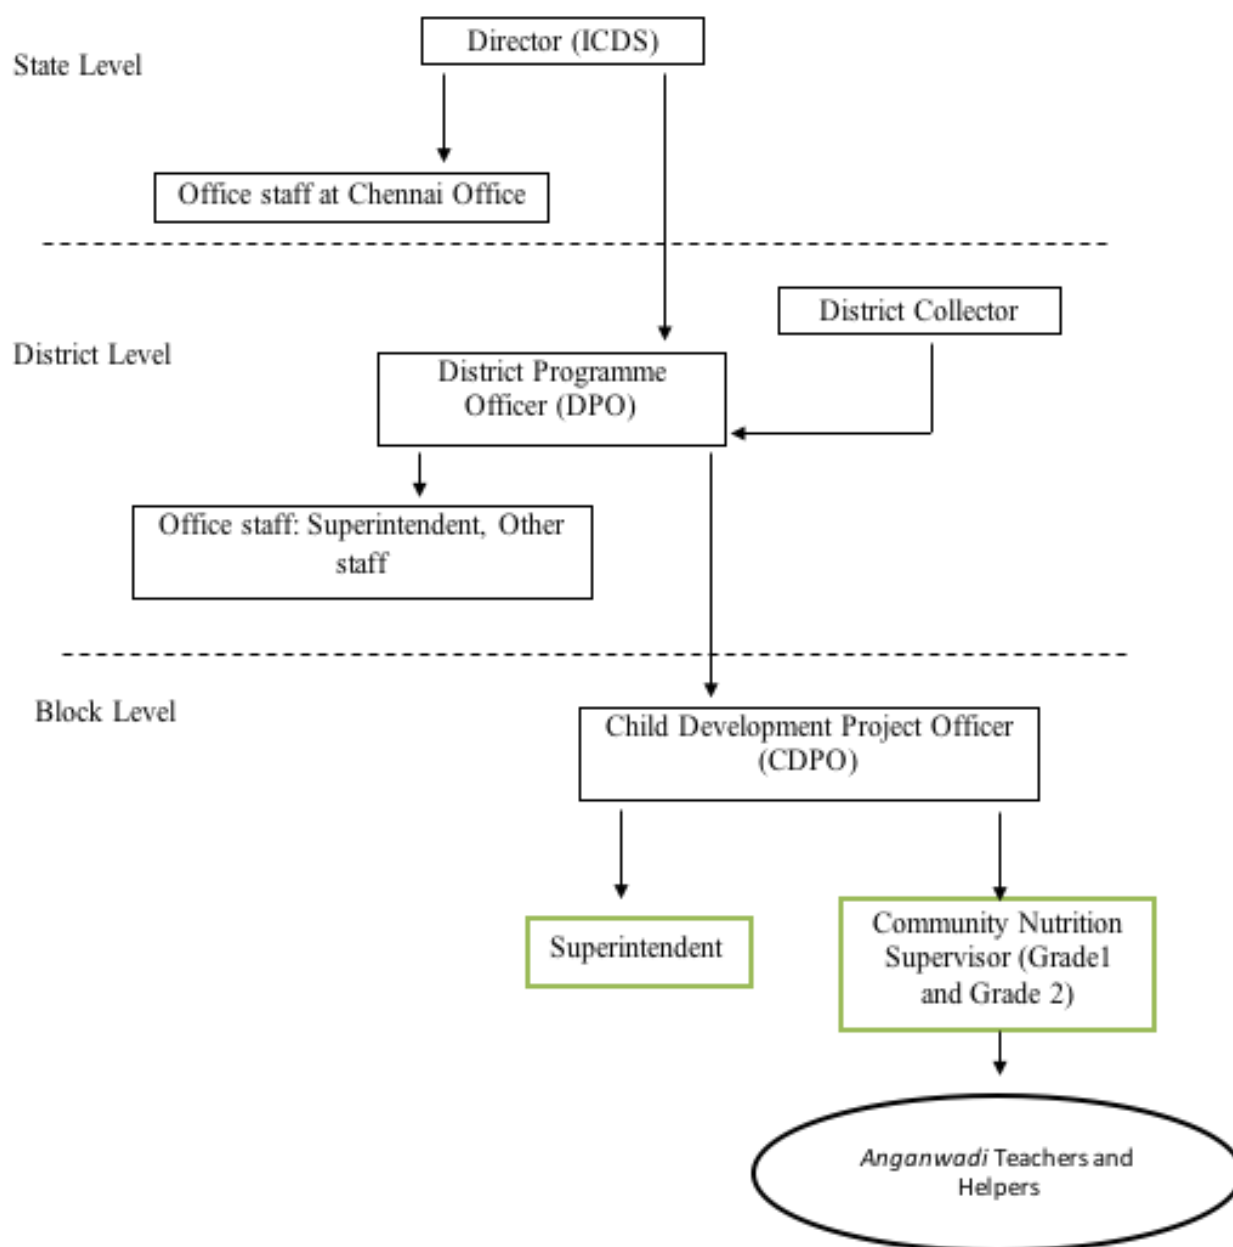 Director (ICDS)
State Level
Office staff at Chennai Office
District Collector
District Level
District Programme
Officer (DPO)
Office staff: Superintendent, Other
staff
Block Level
Child Development Project Officer
(CDPO)
Superintendent
Community Nutrition
Supervisor (Grade1
and Grade 2)
Anganwadi Teachers and
Helpers